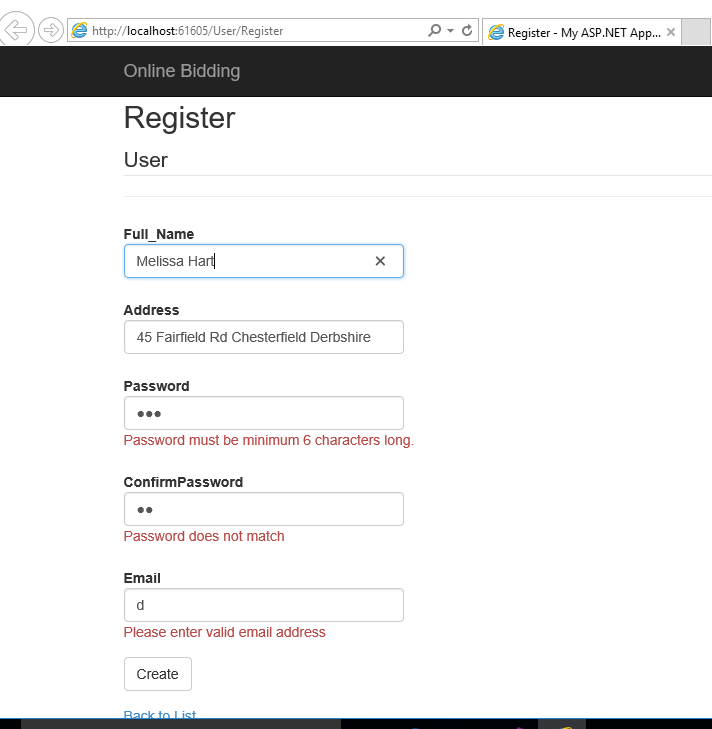 http://localhost:61605/User/Register
Register - My ASP.NET App...
Online Bidding
Register
User
Full_Name
Melissa Hart
Address
45 Fairfield Rd Chesterfield Derbshire
Password
Password must be minimum 6 characters long.
ConfirmPassword
Password does not match
Email
d
Please enter valid email address
Create
Back to List